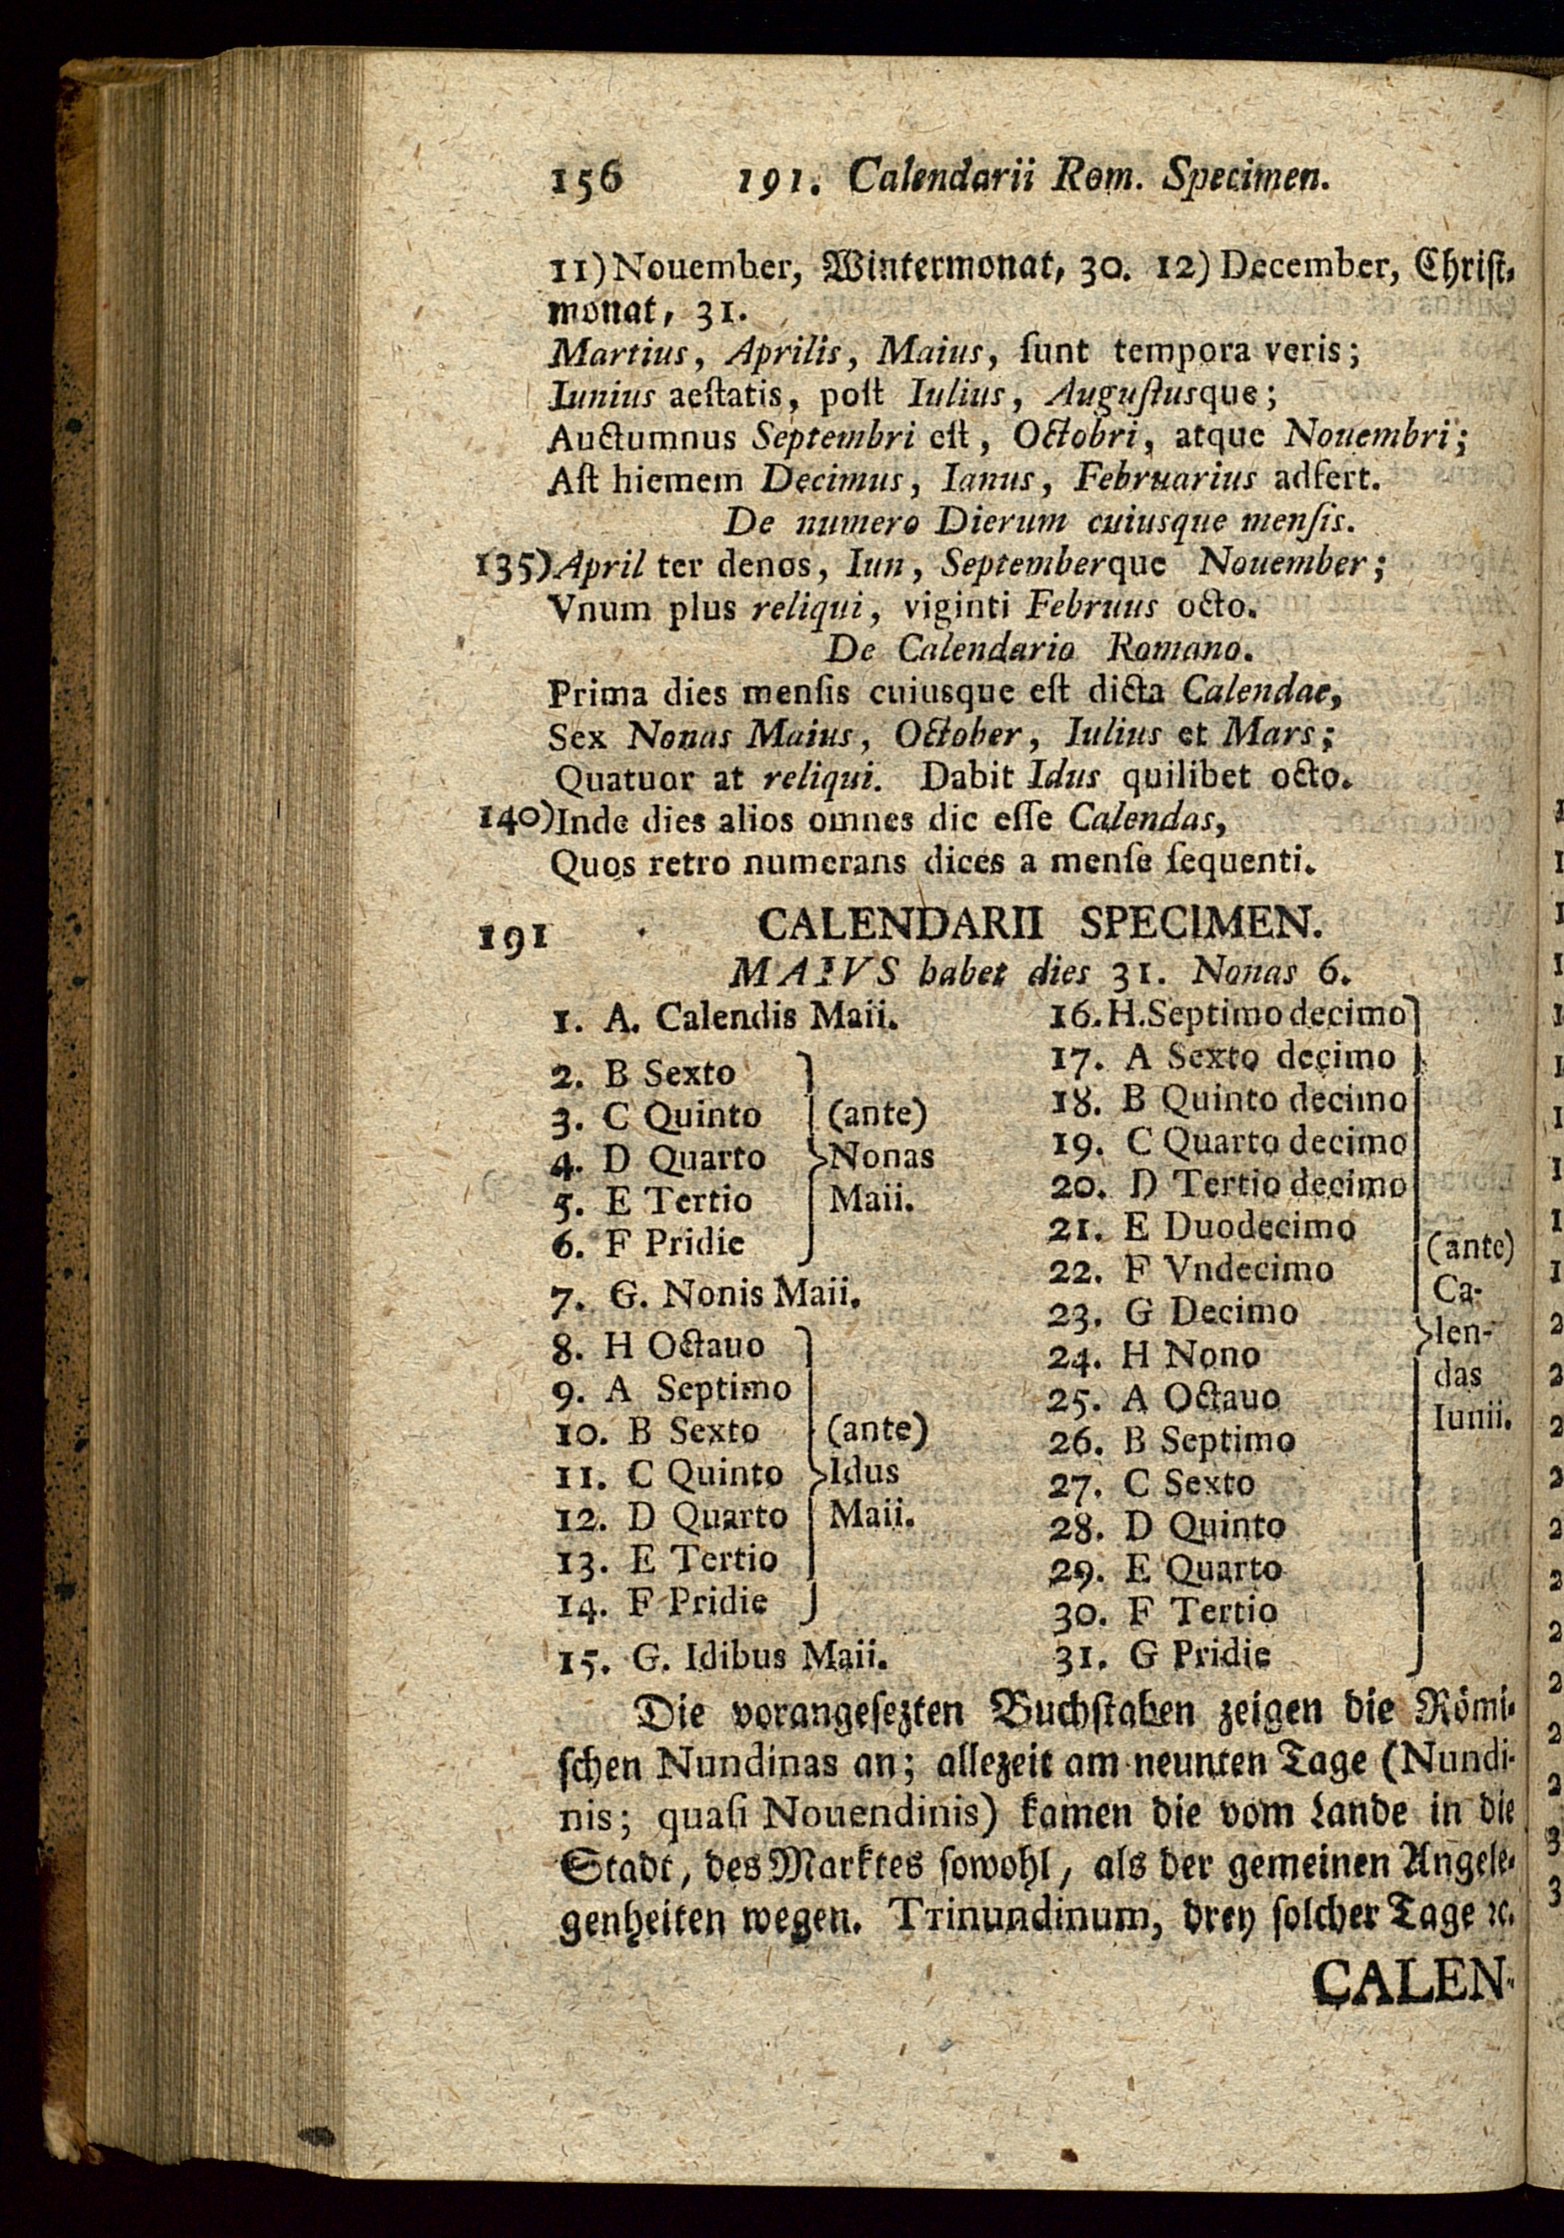 156 191. Calendarii Rom. Specimen.
11) Nouember, Wintermonat, 30. 12) December, Christ-
monat, 31.
Martius, Aprilis, Maius, ſunt tempora veris;
Iunius aeſtatis, poſt Iulius, Auguſtusque;
Auctumnus Septembri eſt, Octobri, atque Nouembri;
Aſt hiemem Decimus, Ianus, Februarius adfert.
De numero Dierum cuiusque menſis.
135) April ter denos, Iun, Septemberque Nouember;
Vnum plus reliqui, viginti Februus octo.
De Calendario Romano.
Prima dies menſis cuiusque eſt dicta Calendae,
Sex Nonas Maius, October, Iulius et Mars;
Quatuor at reliqui. Dabit Idus quilibet octo.
140) Inde dies alios omnes dic eſſe Calendas,
Quos retro numerans dices a menſe ſequenti.
191 CALENDARII SPECIMEN.
MAIVS habet dies 31. Nonas 6.
1. A. Calendis Maii.
2. B Sexto
3. C Quinto (ante)
4. D Quarto Nonas
5. E Tertio Maii.
6. F Pridie
7. G. Nonis Maii.
8. H Octauo
9. A Septimo
10. B Sexto (ante)
11. C Quinto Idus
12. D Quarto Maii.
13. E Tertio
14. F Pridie
15. G. Idibus Maii.
16. H. Septimo decimo
17. A Sexto decimo
18. B Quinto decimo
19. C Quarto decimo
20. D Tertio decimo
21. E Duodecimo (ante)
22. F Vndecimo Ca-
23. G Decimo len-
24. H Nono das
25. A Octauo Iunii.
26. B Septimo
27. C Sexto
28. D Quinto
29. E Quarto
30. F Tertio
31. G Pridie
Die vorangeſezten Buchſtaben zeigen die Römi-
ſchen Nundinas an; allezeit am neunten Tage (Nundi-
nis; quaſi Nouendinis) kamen die vom Lande in die
Stadt, des Marktes ſowohl, als der gemeinen Angele-
genheiten wegen. Trinundinum, drey ſolcher Tage ꝛc.
CALEN-